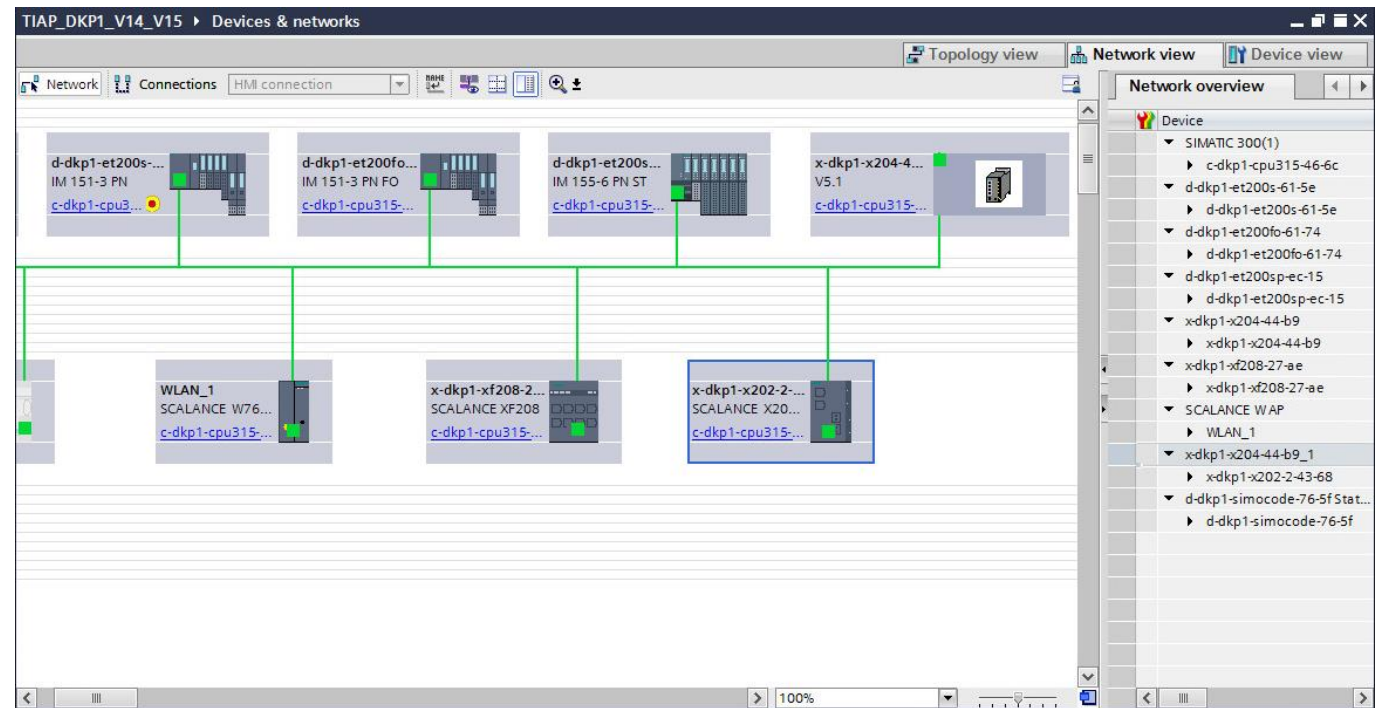 TIAP_DKP1_V14_V15 ▸ Devices & networks
Topology view
Network view
Device view
Network
Connections
HMI connection
Network overview
Device
SIMATIC 300(1)
c-dkp1-cpu315-46-6c
d-dkp1-et200s-61-5e
d-dkp1-et200s-61-5e
d-dkp1-et200fo-61-74
d-dkp1-et200fo-61-74
d-dkp1-et200sp-ec-15
d-dkp1-et200sp-ec-15
x-dkp1-x204-44-b9
x-dkp1-x204-44-b9
x-dkp1-xf208-27-ae
x-dkp1-xf208-27-ae
SCALANCE W AP
WLAN_1
x-dkp1-x204-44-b9_1
x-dkp1-x202-2-43-68
d-dkp1-simocode-76-5f Stat...
d-dkp1-simocode-76-5f
d-dkp1-et200s-...
IM 151-3 PN
c-dkp1-cpu3...
d-dkp1-et200fo...
IM 151-3 PN FO
c-dkp1-cpu315-...
d-dkp1-et200s...
IM 155-6 PN ST
c-dkp1-cpu315-...
x-dkp1-x204-4...
V5.1
c-dkp1-cpu315-...
WLAN_1
SCALANCE W76...
c-dkp1-cpu315-...
x-dkp1-xf208-2...
SCALANCE XF208
c-dkp1-cpu315-...
x-dkp1-x202-2-...
SCALANCE X20...
c-dkp1-cpu315-...
100%